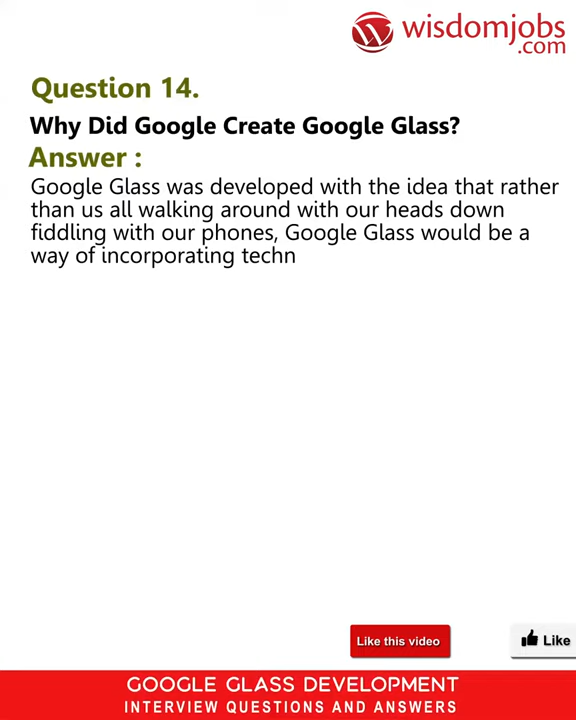 wisdomjobs
.com
Question 14.
Why Did Google Create Google Glass?
Answer :
Google Glass was developed with the idea that rather
than us all walking around with our heads down
fiddling with our phones, Google Glass would be a
way of incorporating techn
Like this video
Like
GOOGLE GLASS DEVELOPMENT
INTERVIEW QUESTIONS AND ANSWERS